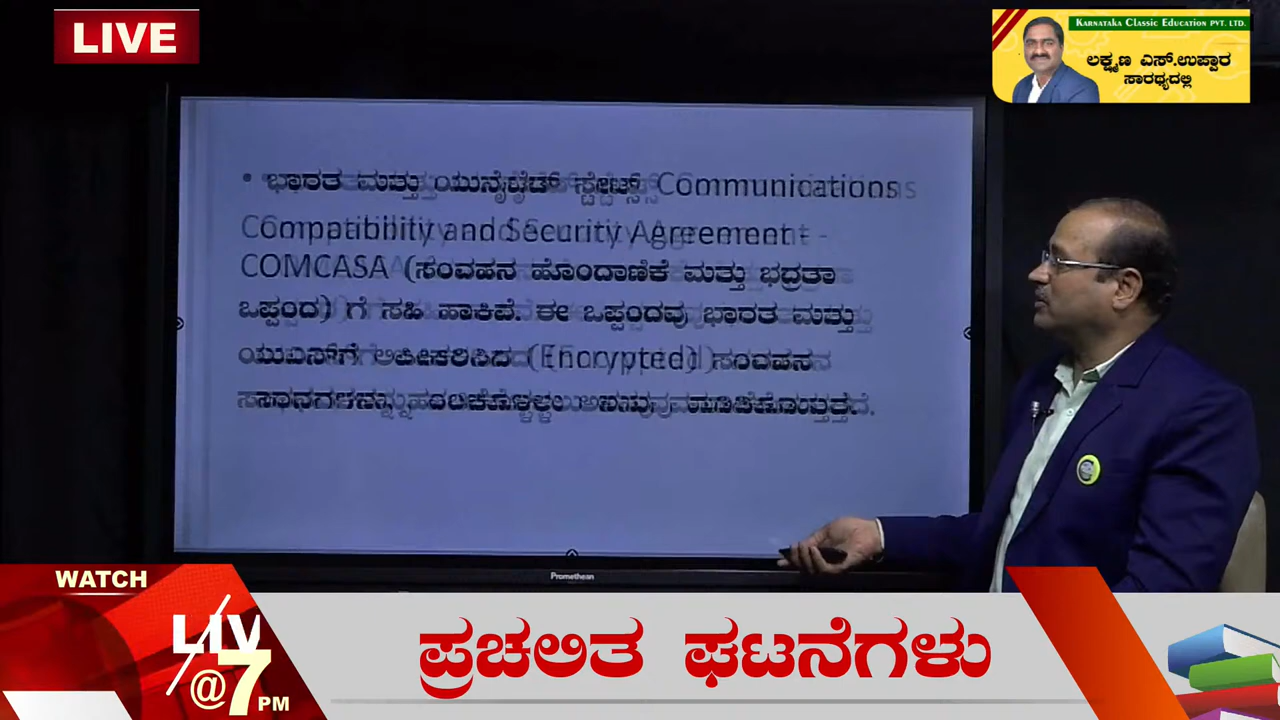 LIVE
KARNATAKA CLASSIC EDUCATION PVT. LTD.
ಲಕ್ಷ್ಮಣ ಎಸ್.ಉಪ್ಪಾರ
ಸಾರಥ್ಯದಲ್ಲಿ
• ಭಾರತ ಮತ್ತು ಯುನೈಟೆಡ್ ಸ್ಟೇಟ್ಸ್ Communications
Compatibility and Security Agreement -
COMCASA (ಸಂವಹನ ಹೊಂದಾಣಿಕೆ ಮತ್ತು ಭದ್ರತಾ
ಒಪ್ಪಂದ) ಗೆ ಸಹಿ ಹಾಕಿವೆ. ಈ ಒಪ್ಪಂದವು ಭಾರತ ಮತ್ತು
(Encrypted) ಸಂವಹನ
Promethean
WATCH
LIV
@7
PM
ಪ್ರಚಲಿತ ಘಟನೆಗಳು